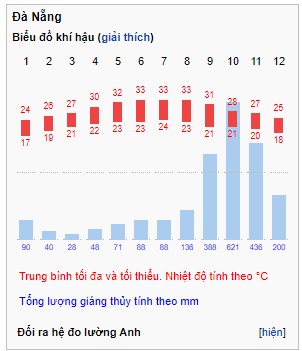 Đà Nẵng
Biểu đồ khí hậu (giải thích)
1 2 3 4 5 6 7 8 9 10 11 12
24 26 27 30 32 33 33 33 31 28 27 25
17 19 21 22 23 23 24 23 21 21 20 18
90 40 28 48 71 88 88 136 388 621 436 200
Trung bình tối đa và tối thiểu. Nhiệt độ tính theo °C
Tổng lượng giáng thủy tính theo mm
Đổi ra hệ đo lường Anh [hiện]